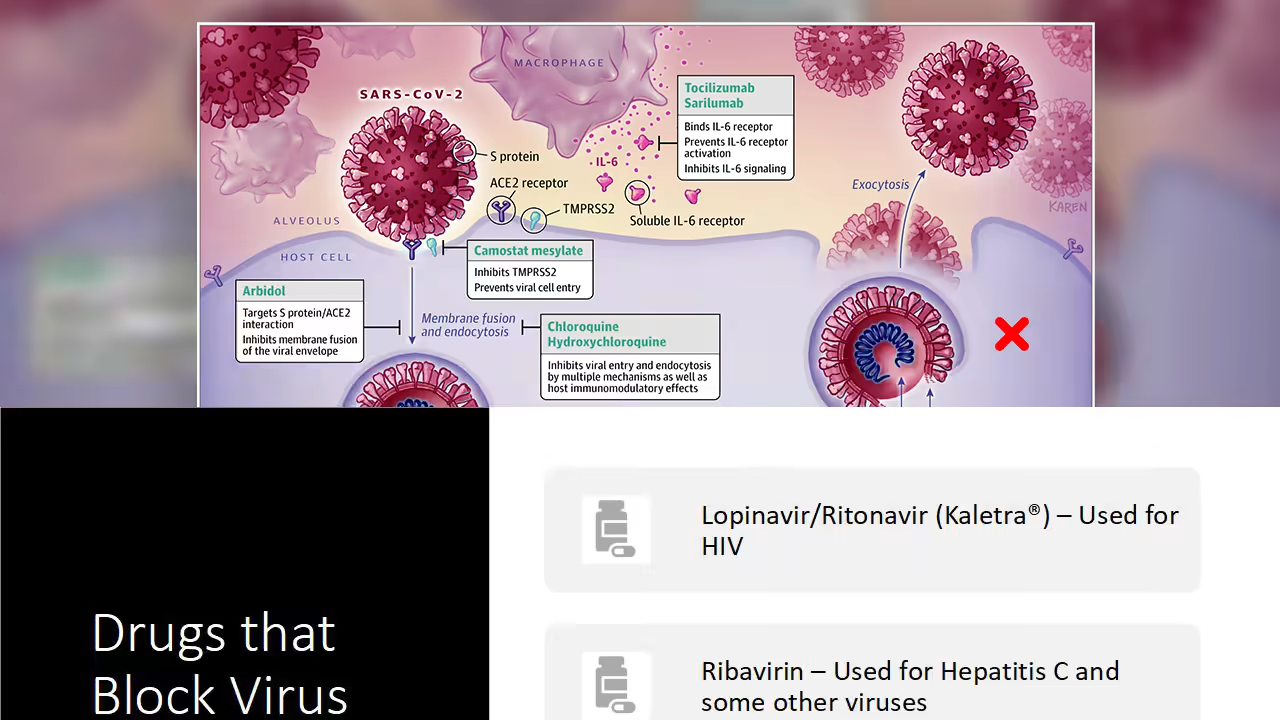 MACROPHAGE
SARS-CoV-2
Tocilizumab
Sarilumab
Binds IL-6 receptor
Prevents IL-6 receptor
activation
Inhibits IL-6 signaling
S protein
IL-6
ACE2 receptor
TMPRSS2
Soluble IL-6 receptor
Exocytosis
KAREN
ALVEOLUS
HOST CELL
Camostat mesylate
Inhibits TMPRSS2
Prevents viral cell entry
Arbidol
Targets S protein/ACE2
interaction
Inhibits membrane fusion
of the viral envelope
Membrane fusion
and endocytosis
Chloroquine
Hydroxychloroquine
Inhibits viral entry and endocytosis
by multiple mechanisms as well as
host immunomodulatory effects
Drugs that
Block Virus
Lopinavir/Ritonavir (Kaletra®) – Used for
HIV
Ribavirin – Used for Hepatitis C and
some other viruses